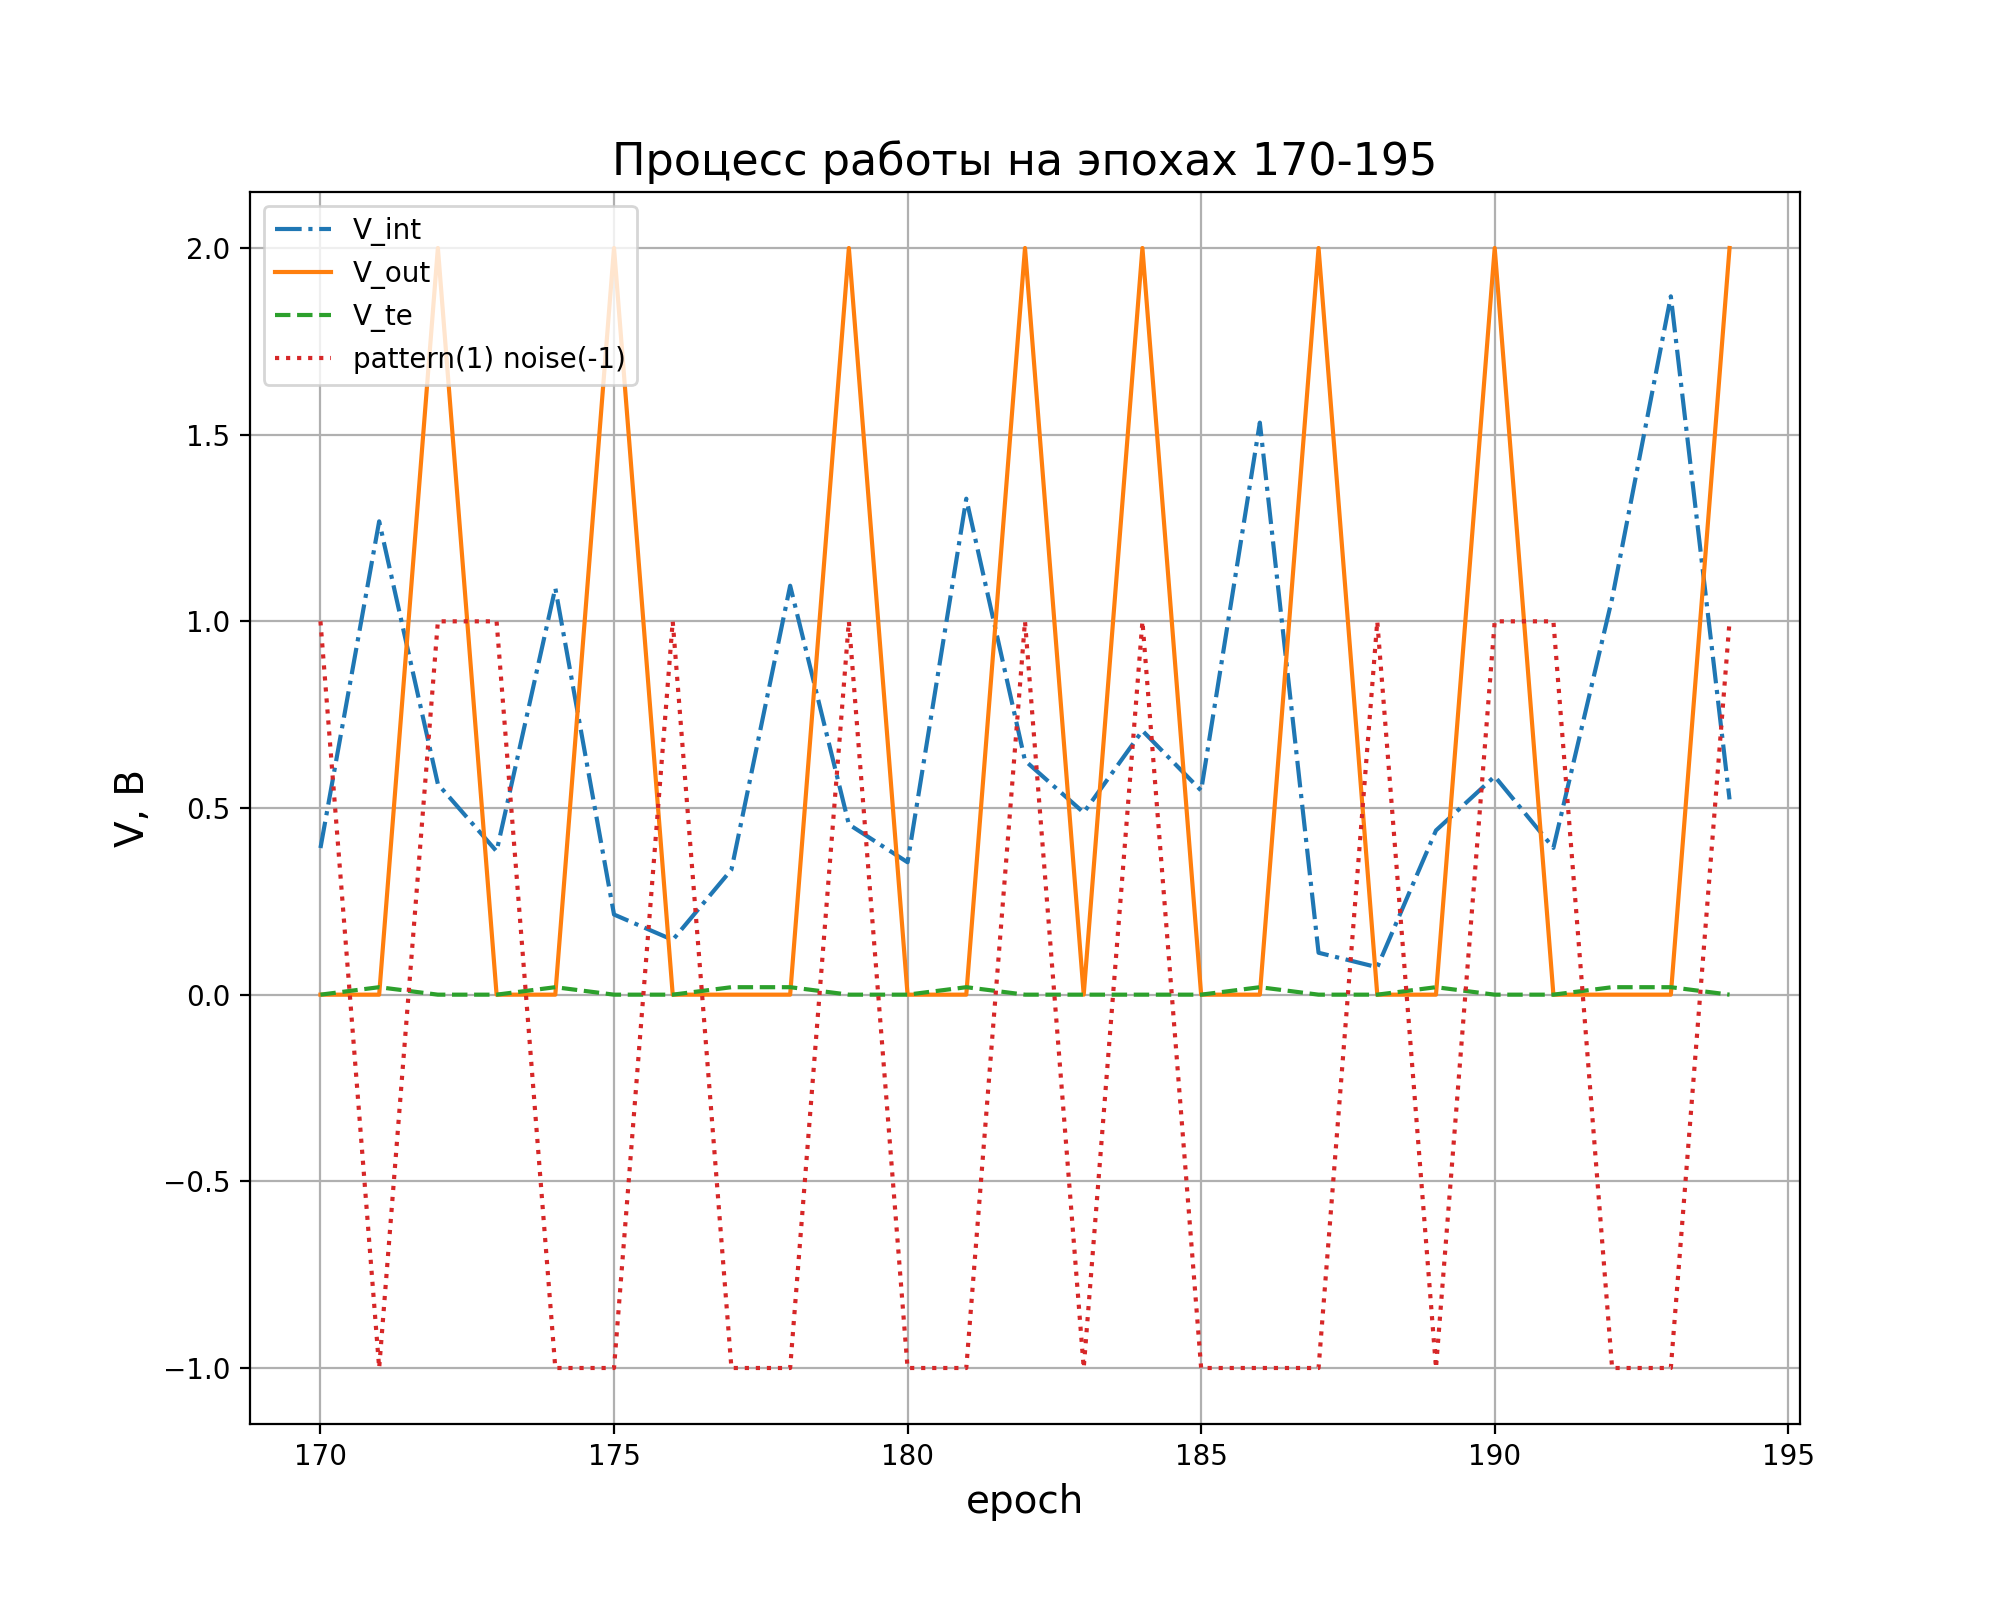 Процесс работы на эпохах 170-195
V_int
V_out
V_te
pattern(1) noise(-1)
2.0
1.5
1.0
0.5
0.0
−0.5
−1.0
V, В
170 175 180 185 190 195
epoch